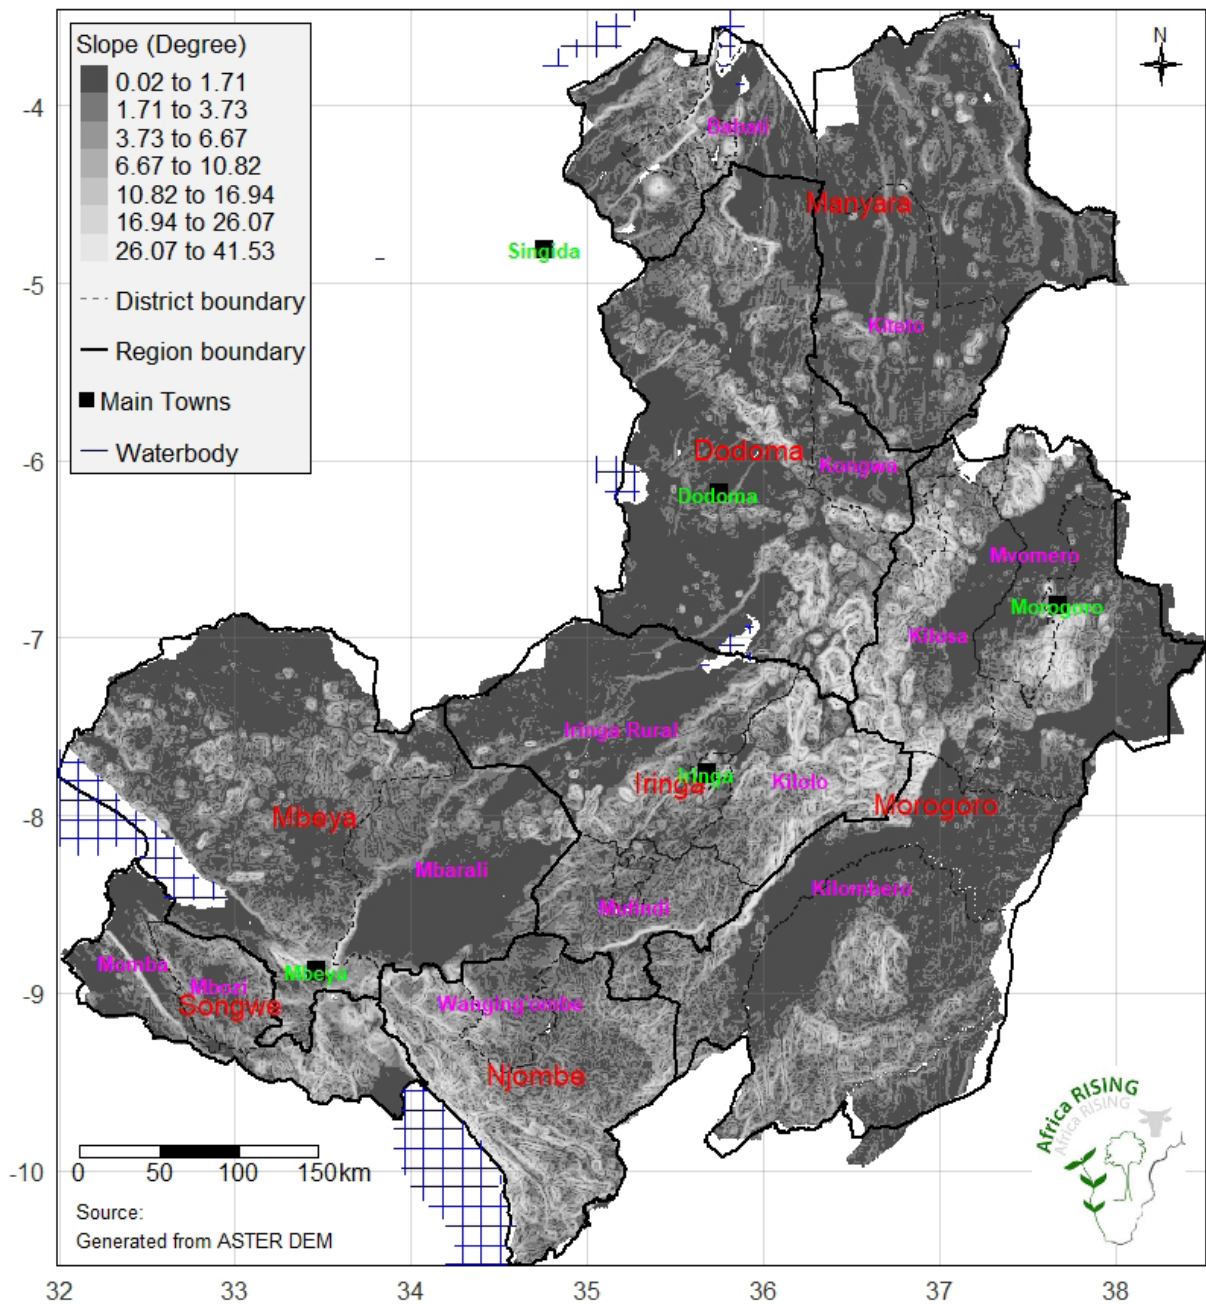 Slope (Degree)
0.02 to 1.71
1.71 to 3.73
3.73 to 6.67
6.67 to 10.82
10.82 to 16.94
16.94 to 26.07
26.07 to 41.53
District boundary
Region boundary
Main Towns
Waterbody
N
-4
-5
-6
-7
-8
-9
-10
Babati
Manyara
Singida
Kiteto
Dodoma
Kongwa
Dodoma
Mvomero
Morogoro
Kilosa
Iringa Rural
Iringa
Iringa
Kilolo
Morogoro
Mbeya
Mbarali
Kilombero
Mufindi
Momba
Mbozi
Songwe
Mbeya
Wanging'ombe
Njombe
0 50 100 150km
Source:
Generated from ASTER DEM
Africa RISING
Africa RISING
32 33 34 35 36 37 38